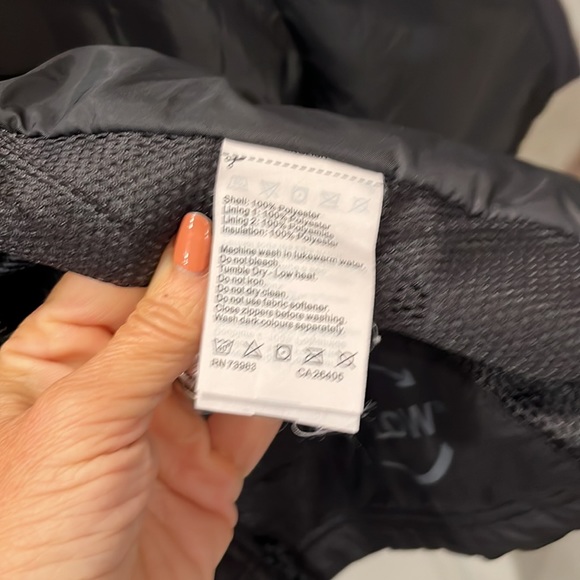 Shell: 100% Polyester
Lining 1: 100% Polyester
Lining 2: 100% Polyamide
Insulation: 100% Polyester
Machine wash in lukewarm water.
Do not bleach.
Tumble Dry - Low heat.
Do not iron.
Do not dry clean.
Do not use fabric softener.
Close zippers before washing.
Wash dark colours separately.
RN 73963 CA 26405